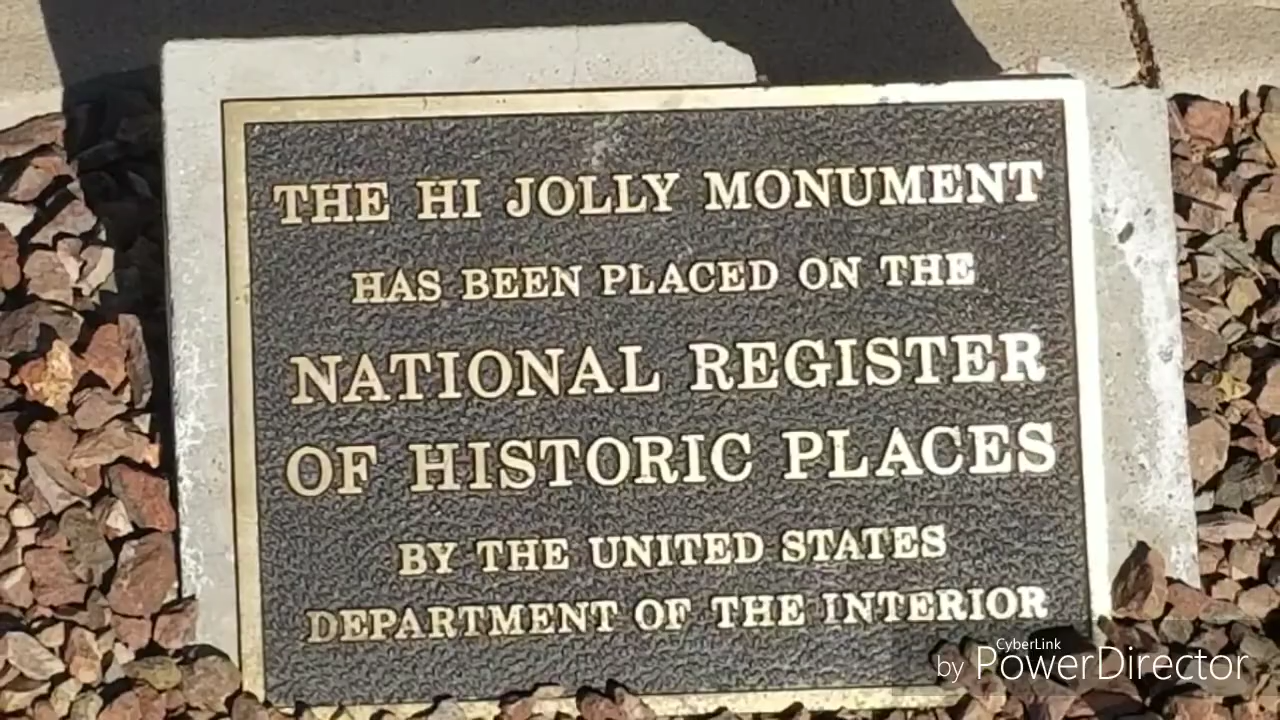 THE HI JOLLY MONUMENT
HAS BEEN PLACED ON THE
NATIONAL REGISTER
OF HISTORIC PLACES
BY THE UNITED STATES
DEPARTMENT OF THE INTERIOR
CyberLink
by PowerDirector